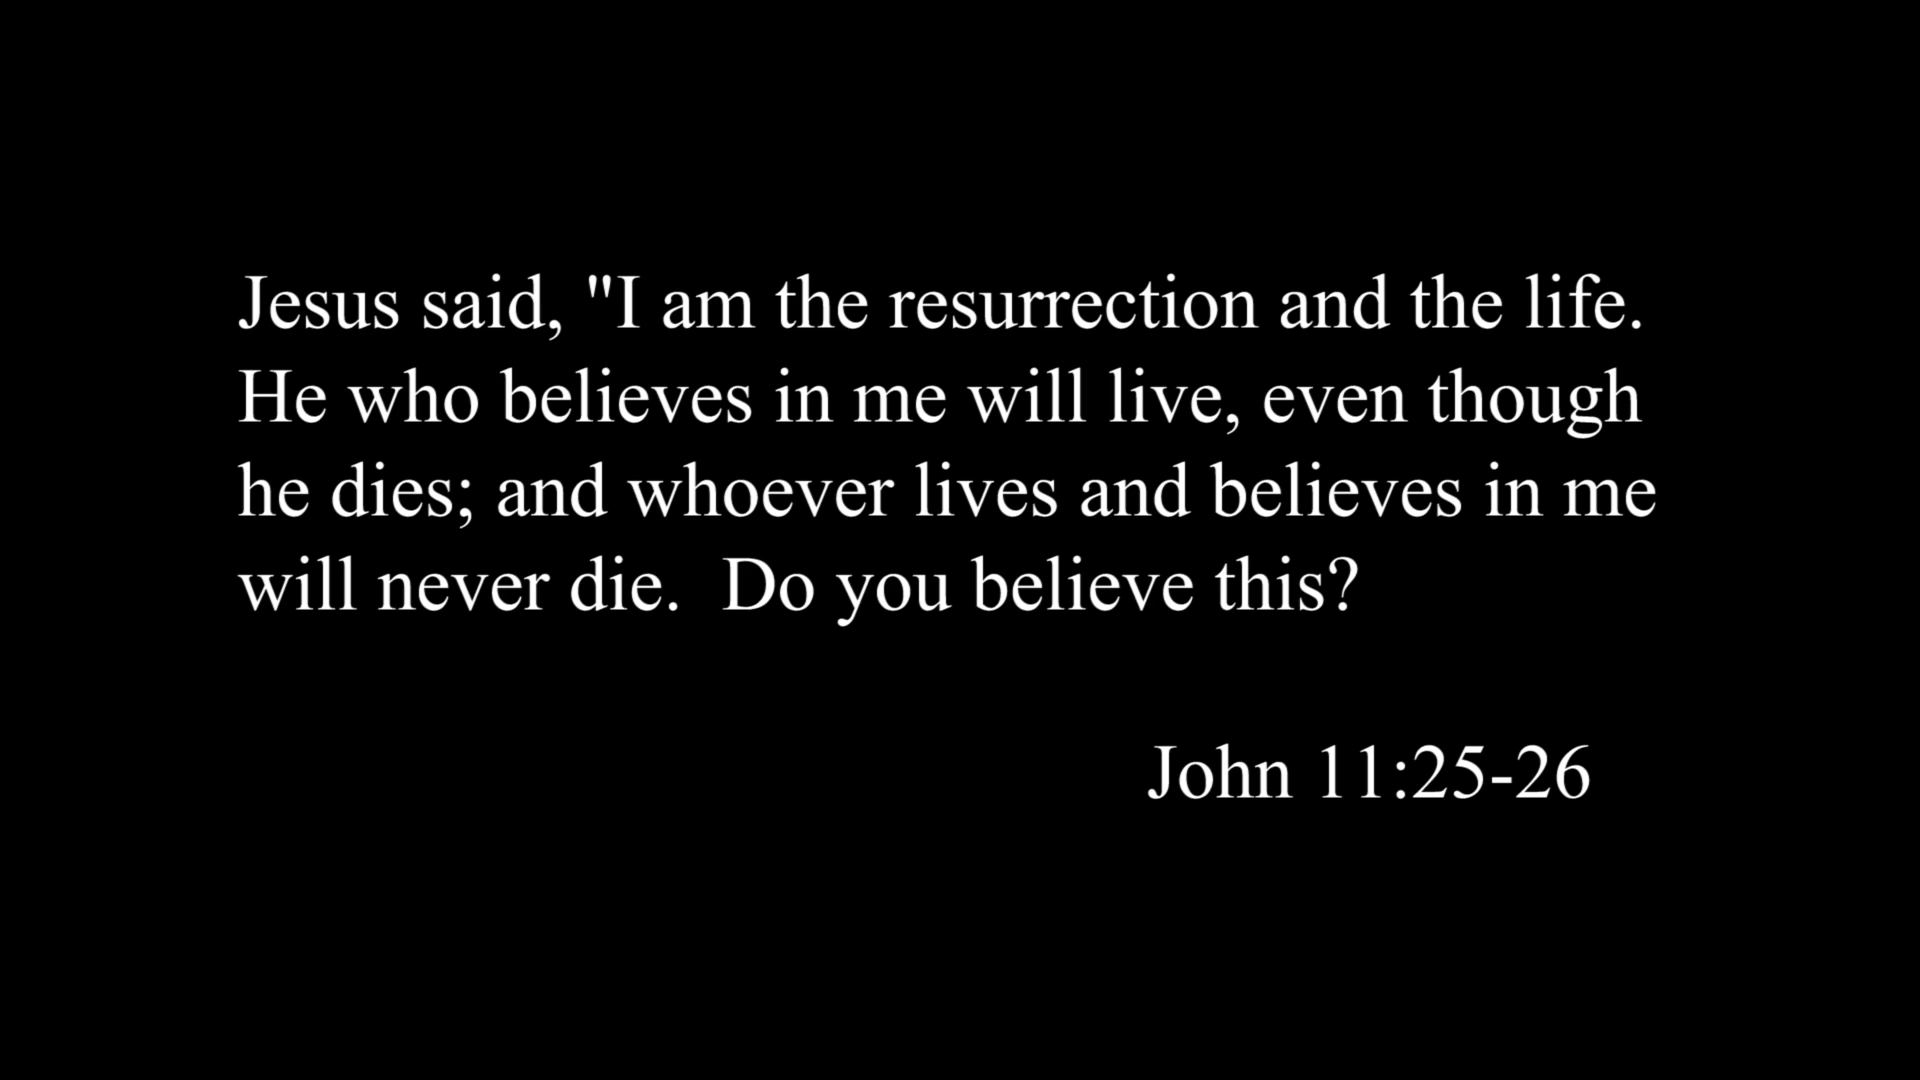 Jesus said, "I am the resurrection and the life.
He who believes in me will live, even though
he dies; and whoever lives and believes in me
will never die.  Do you believe this?
John 11:25-26